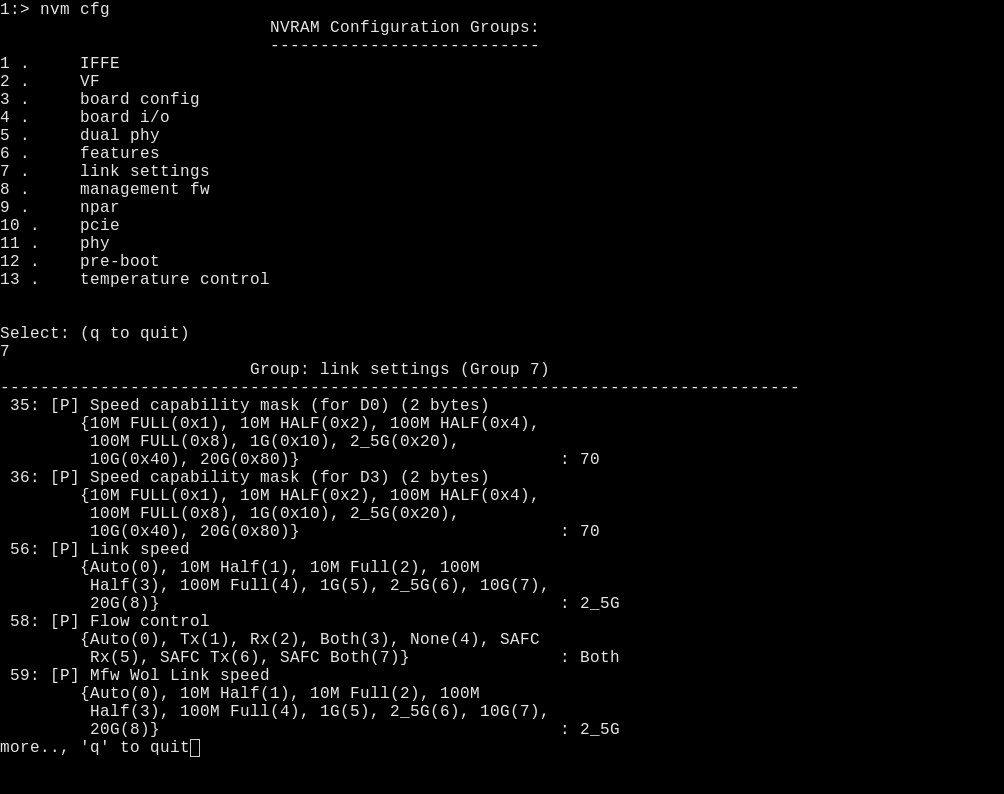 1:> nvm cfg
NVRAM Configuration Groups:
---------------------------
1 . IFFE
2 . VF
3 . board config
4 . board i/o
5 . dual phy
6 . features
7 . link settings
8 . management fw
9 . npar
10 . pcie
11 . phy
12 . pre-boot
13 . temperature control
Select: (q to quit)
7
Group: link settings (Group 7)
--------------------------------------------------------------------------------
35: [P] Speed capability mask (for D0) (2 bytes)
{10M FULL(0x1), 10M HALF(0x2), 100M HALF(0x4),
100M FULL(0x8), 1G(0x10), 2_5G(0x20),
10G(0x40), 20G(0x80)} : 70
36: [P] Speed capability mask (for D3) (2 bytes)
{10M FULL(0x1), 10M HALF(0x2), 100M HALF(0x4),
100M FULL(0x8), 1G(0x10), 2_5G(0x20),
10G(0x40), 20G(0x80)} : 70
56: [P] Link speed
{Auto(0), 10M Half(1), 10M Full(2), 100M
Half(3), 100M Full(4), 1G(5), 2_5G(6), 10G(7),
20G(8)} : 2_5G
58: [P] Flow control
{Auto(0), Tx(1), Rx(2), Both(3), None(4), SAFC
Rx(5), SAFC Tx(6), SAFC Both(7)} : Both
59: [P] Mfw Wol Link speed
{Auto(0), 10M Half(1), 10M Full(2), 100M
Half(3), 100M Full(4), 1G(5), 2_5G(6), 10G(7),
20G(8)} : 2_5G
more.., 'q' to quit